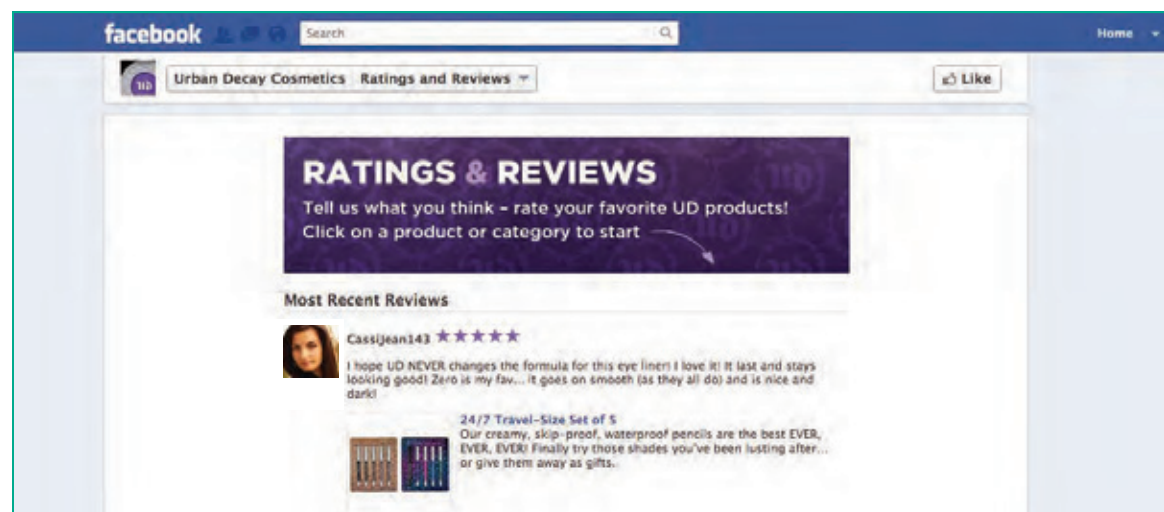 facebook
Search
Home
UD
Urban Decay Cosmetics Ratings and Reviews
Like
RATINGS & REVIEWS
Tell us what you think – rate your favorite UD products!
Click on a product or category to start
Most Recent Reviews
CassiJean143
I hope UD NEVER changes the formula for this eye liner! I love it! It last and stays
looking good! Zero is my fav... it goes on smooth (as they all do) and is nice and
dark!
24/7 Travel-Size Set of 5
Our creamy, skip-proof, waterproof pencils are the best EVER,
EVER, EVER! Finally try those shades you've been lusting after...
or give them away as gifts.